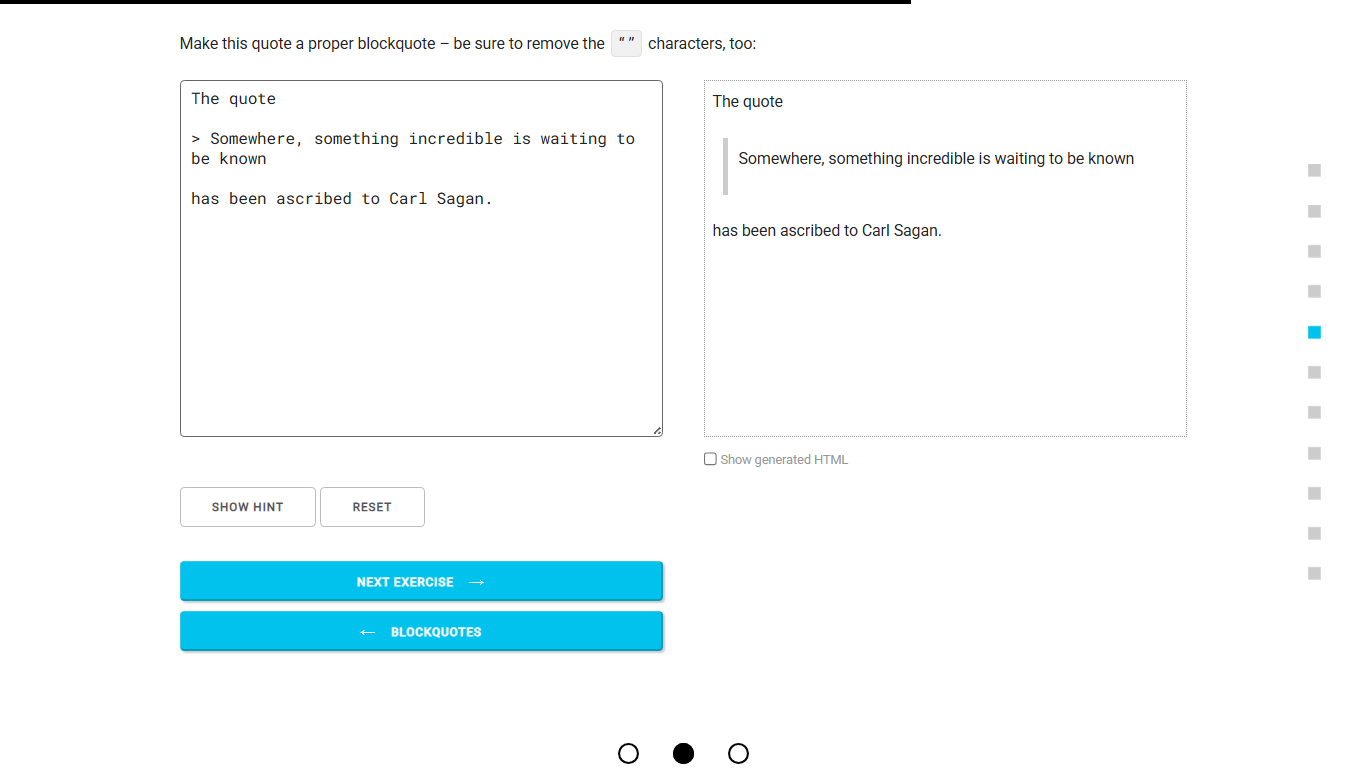 Make this quote a proper blockquote – be sure to remove the “ ” characters, too:
The quote
> Somewhere, something incredible is waiting to
be known
has been ascribed to Carl Sagan.
The quote
Somewhere, something incredible is waiting to be known
has been ascribed to Carl Sagan.
Show generated HTML
SHOW HINT
RESET
NEXT EXERCISE →
← BLOCKQUOTES